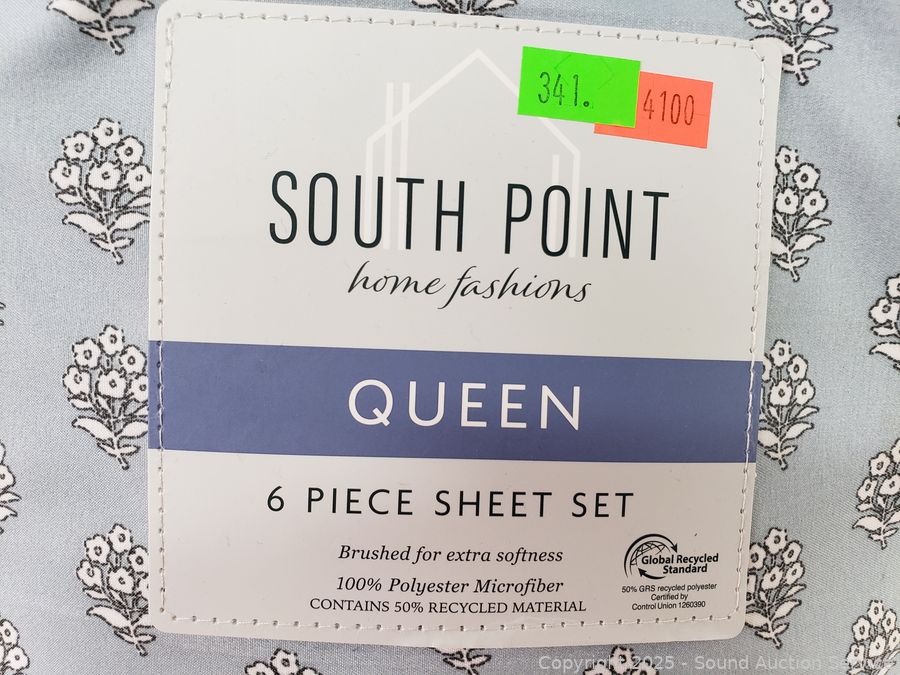 341.
4100
SOUTH POINT
home fashions
QUEEN
6 PIECE SHEET SET
Brushed for extra softness
100% Polyester Microfiber
CONTAINS 50% RECYCLED MATERIAL
Global Recycled
Standard
50% GRS recycled polyester
Certified by
Control Union 1260390
Copyright 2025 - Sound Auction Service